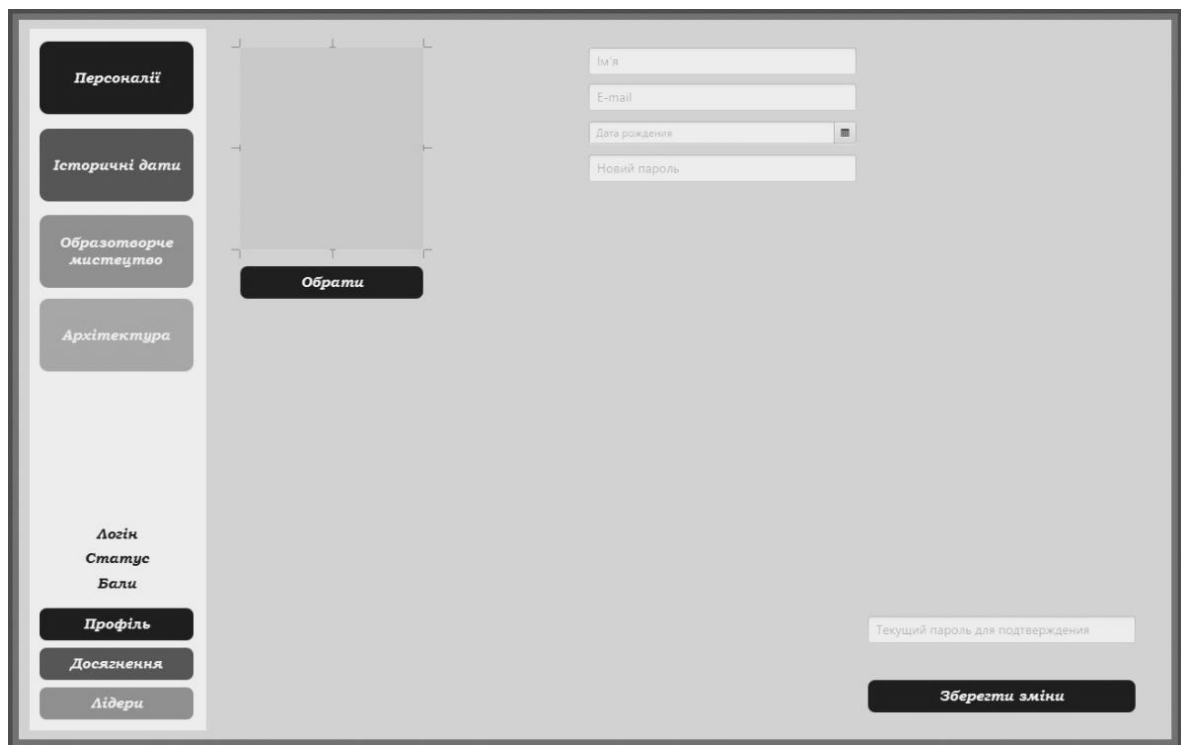 Персоналії
Історичні дати
Образотворче
мистецтво
Архітектура
Логін
Статус
Бали
Профіль
Досягнення
Лідери
Обрати
Ім'я
E-mail
Дата рождения
Новий пароль
Текущий пароль для подтверждения
Зберегти зміни